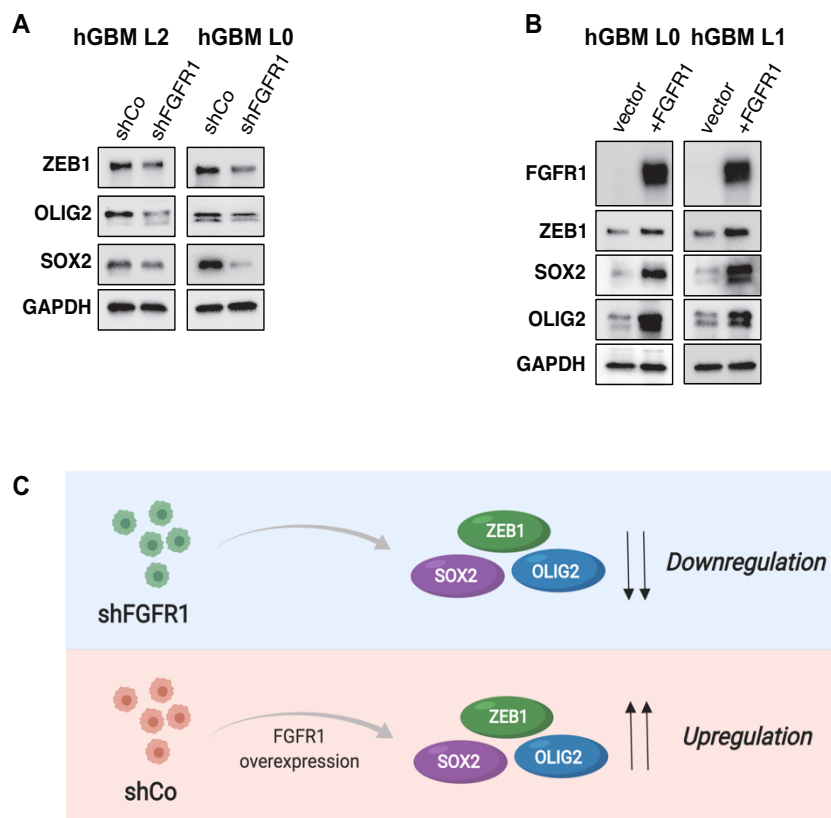 A
hGBM L2 hGBM L0
shCo shFGFR1 shCo shFGFR1
ZEB1
OLIG2
SOX2
GAPDH
B
hGBM L0 hGBM L1
vector +FGFR1 vector +FGFR1
FGFR1
ZEB1
SOX2
OLIG2
GAPDH
C
ZEB1
SOX2 OLIG2
Downregulation
shFGFR1
FGFR1
overexpression
ZEB1
SOX2 OLIG2
Upregulation
shCo